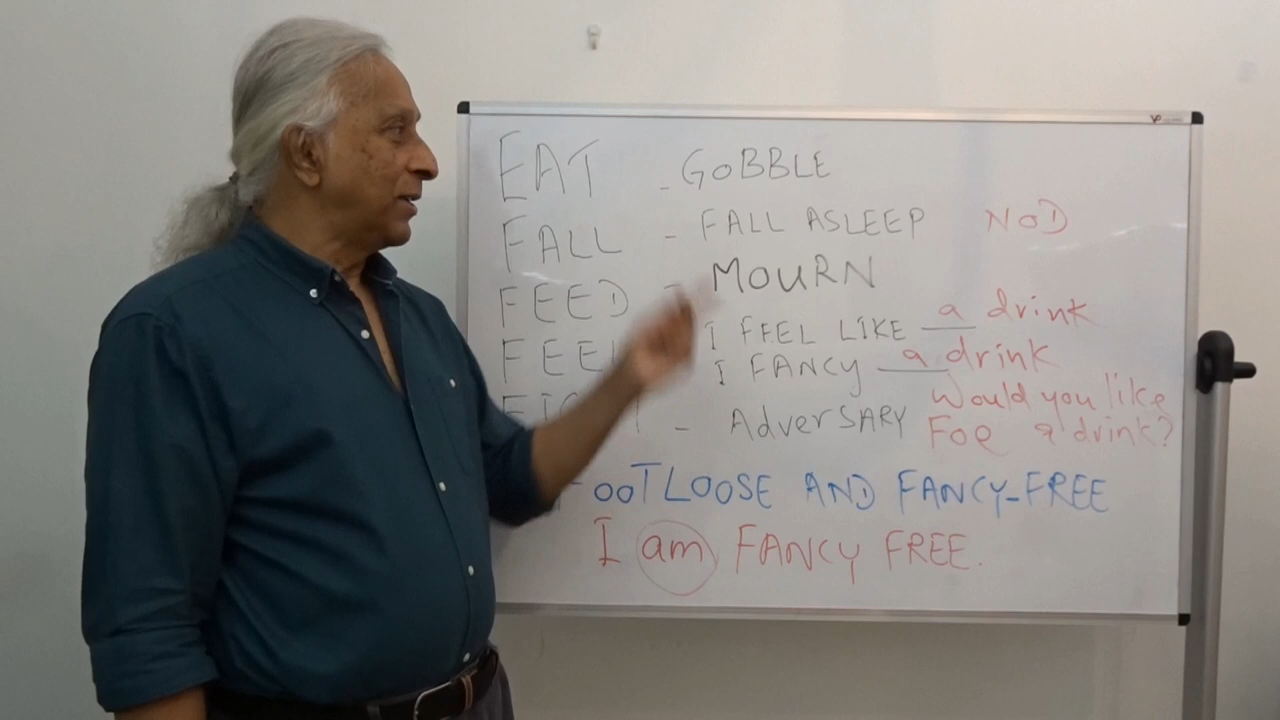 EAT - GOBBLE
FALL - FALL ASLEEP NOD
FEED - MOURN
FEEL I FEEL LIKE a drink
I FANCY a drink
- AdverSARY Would you like
FOE a drink?
FOOTLOOSE AND FANCY-FREE
I am FANCY FREE.